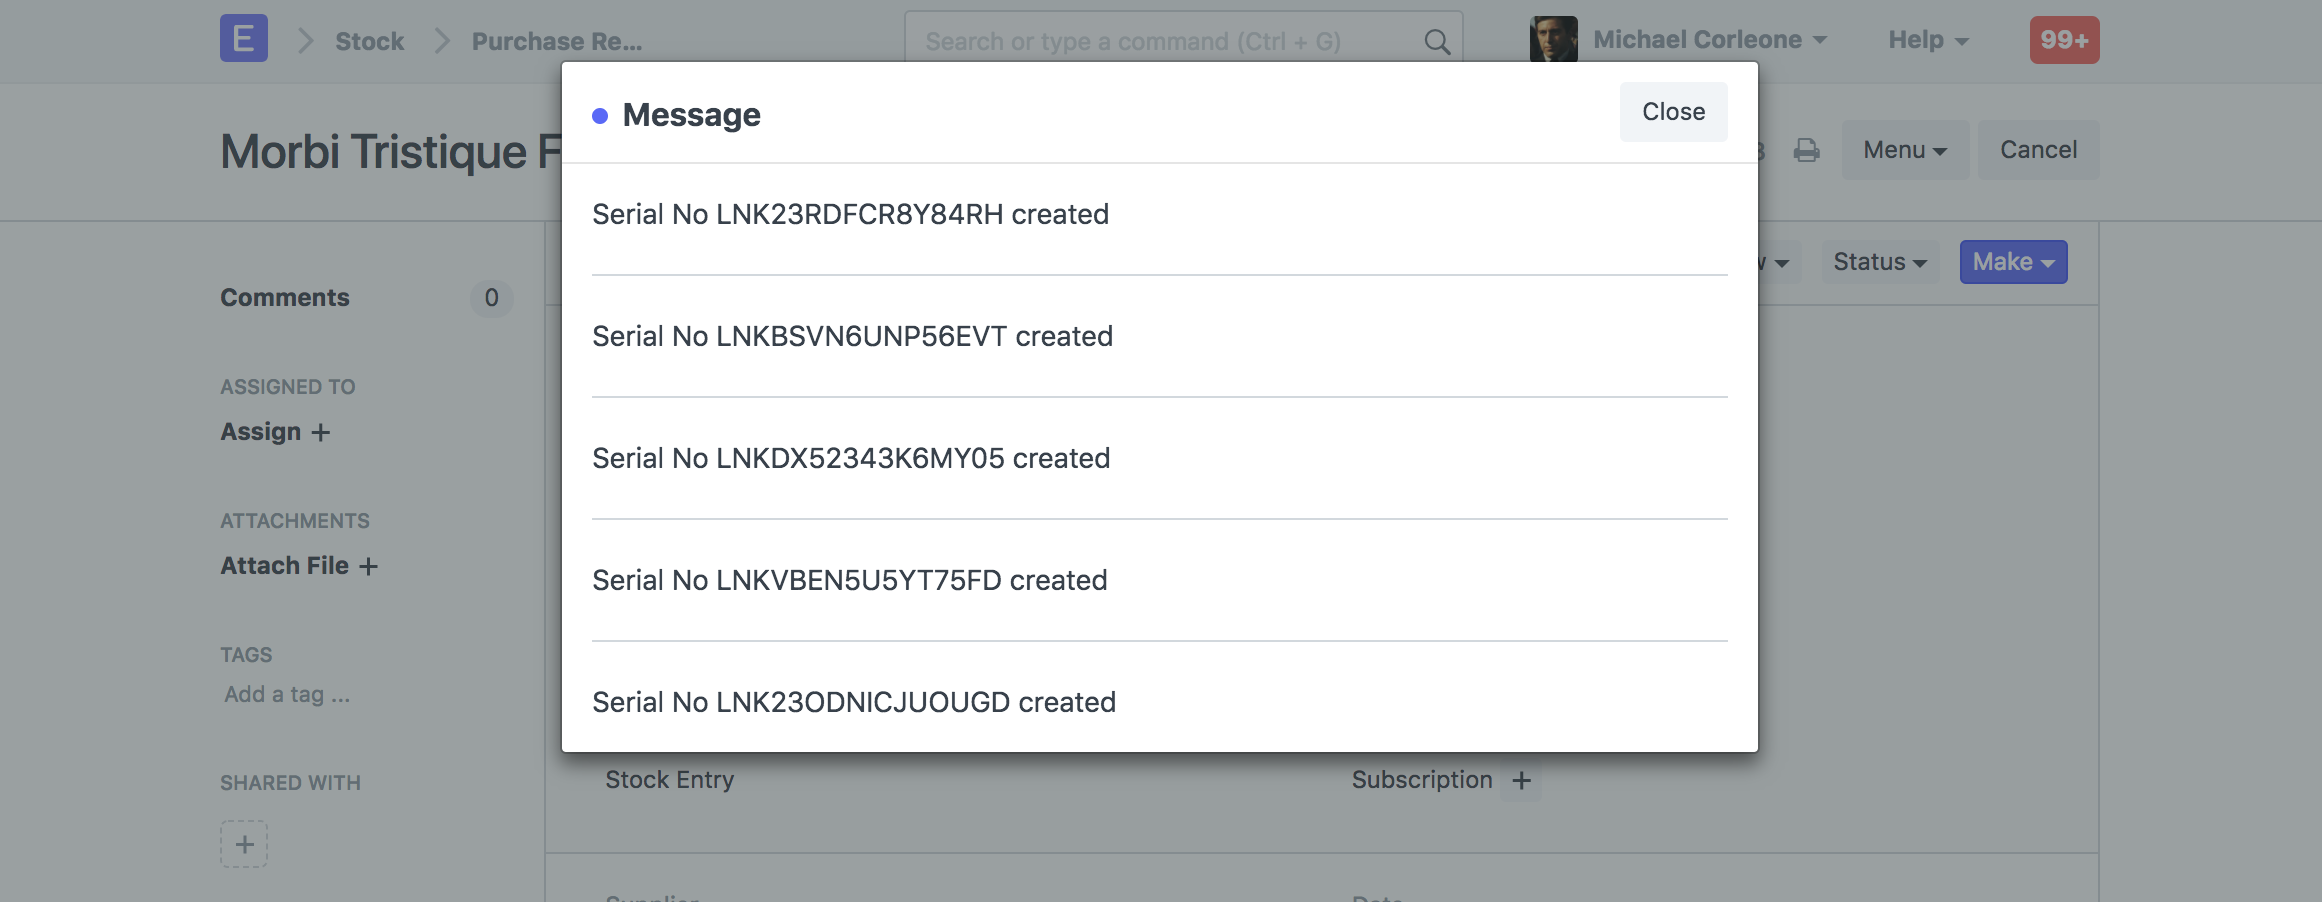 E
Stock
Purchase Re...
Search or type a command (Ctrl + G)
Michael Corleone
Help
99+
Message
Close
Morbi Tristique
Menu
Cancel
Serial No LNK23RDFCR8Y84RH created
Status
Make
Comments
0
Serial No LNKBSVN6UNP56EVT created
ASSIGNED TO
Assign +
Serial No LNKDX52343K6MY05 created
ATTACHMENTS
Attach File +
Serial No LNKVBEN5U5YT75FD created
TAGS
Add a tag ...
Serial No LNK23ODNICJUOUGD created
SHARED WITH
+
Stock Entry
Subscription +